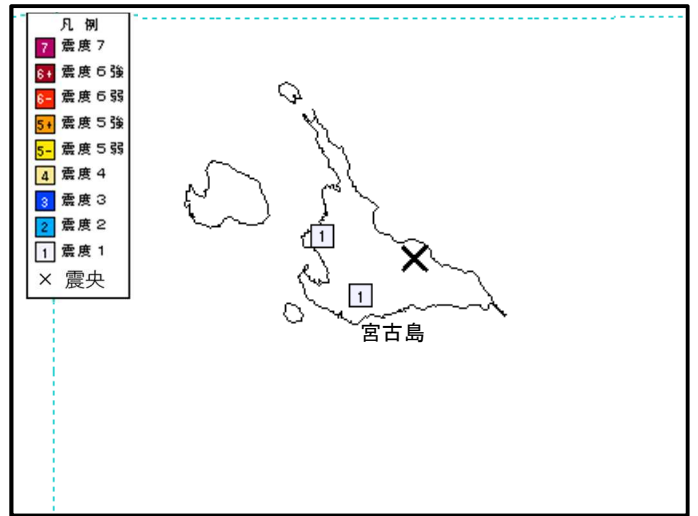 凡 例
7 震度7
6+ 震度6強
6- 震度6弱
5+ 震度5強
5- 震度5弱
4 震度4
3 震度3
2 震度2
1 震度1
× 震央
1
1
宮古島